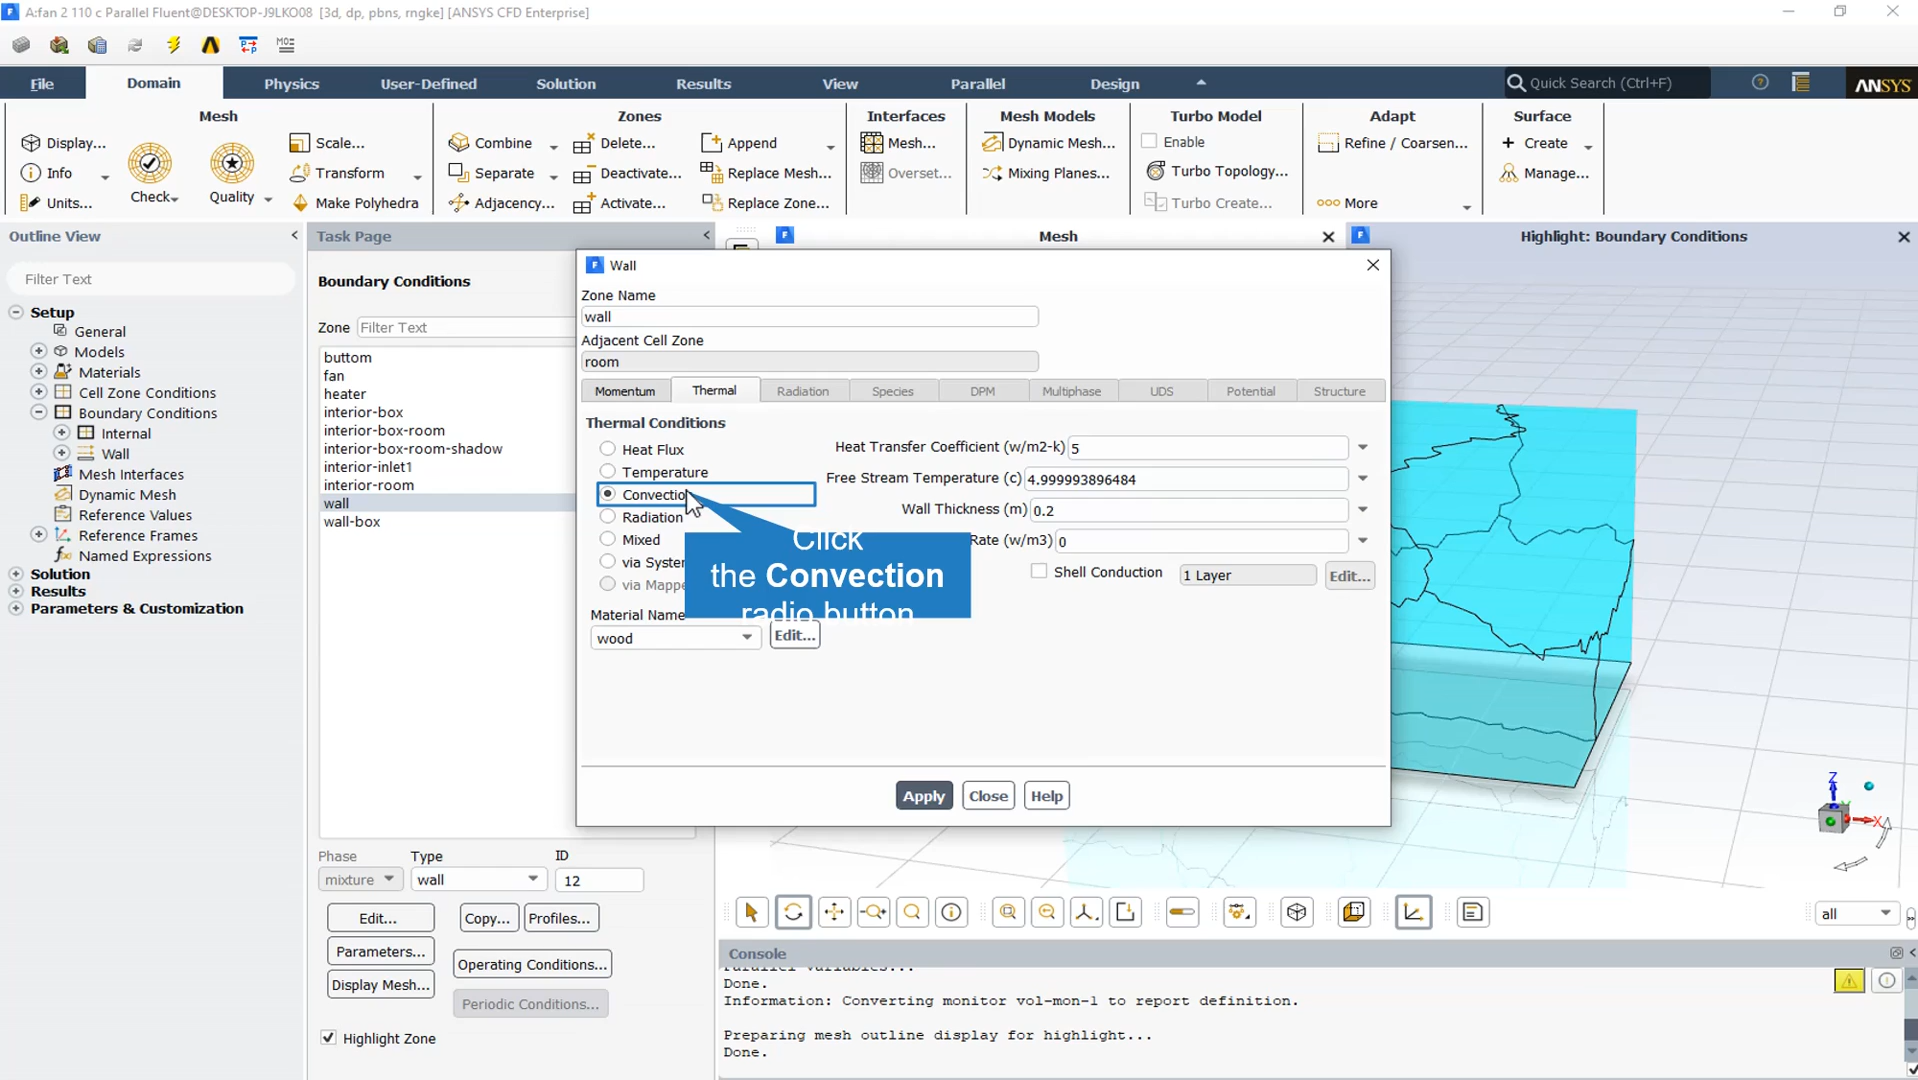 A:fan 2 110 c Parallel Fluent@DESKTOP-J9LKO08 [3d, dp, pbns, rngke] [ANSYS CFD Enterprise]
File
Domain
Physics
User-Defined
Solution
Results
View
Parallel
Design
Quick Search (Ctrl+F)
ANSYS
Mesh
Display...
Info
Units...
Check
Quality
Scale...
Transform
Make Polyhedra
Zones
Combine
Separate
Adjacency...
Delete...
Deactivate...
Activate...
Append
Replace Mesh...
Replace Zone...
Interfaces
Mesh...
Overset...
Mesh Models
Dynamic Mesh...
Mixing Planes...
Turbo Model
Enable
Turbo Topology...
Turbo Create...
Adapt
Refine / Coarsen...
More
Surface
Create
Manage...
Outline View
Filter Text
Setup
General
Models
Materials
Cell Zone Conditions
Boundary Conditions
Internal
Wall
Mesh Interfaces
Dynamic Mesh
Reference Values
Reference Frames
Named Expressions
Solution
Results
Parameters & Customization
Task Page
Boundary Conditions
Zone Filter Text
buttom
fan
heater
interior-box
interior-box-room
interior-box-room-shadow
interior-inlet1
interior-room
wall
wall-box
Phase
mixture
Type
wall
ID
12
Edit...
Copy...
Profiles...
Parameters...
Operating Conditions...
Display Mesh...
Periodic Conditions...
Highlight Zone
Mesh
Highlight: Boundary Conditions
Wall
Zone Name
wall
Adjacent Cell Zone
room
Momentum
Thermal
Radiation
Species
DPM
Multiphase
UDS
Potential
Structure
Thermal Conditions
Heat Flux
Temperature
Convectio
Radiation
Mixed
via System
via Mappe
Heat Transfer Coefficient (w/m2-k) 5
Free Stream Temperature (c) 4.999993896484
Wall Thickness (m) 0.2
Rate (w/m3) 0
Shell Conduction
1 Layer
Edit...
Click
the Convection
radio button
Material Name
wood
Edit...
Apply
Close
Help
Z
X
all
Console
Parallel variables...
Done.
Information: Converting monitor vol-mon-1 to report definition.
Preparing mesh outline display for highlight...
Done.